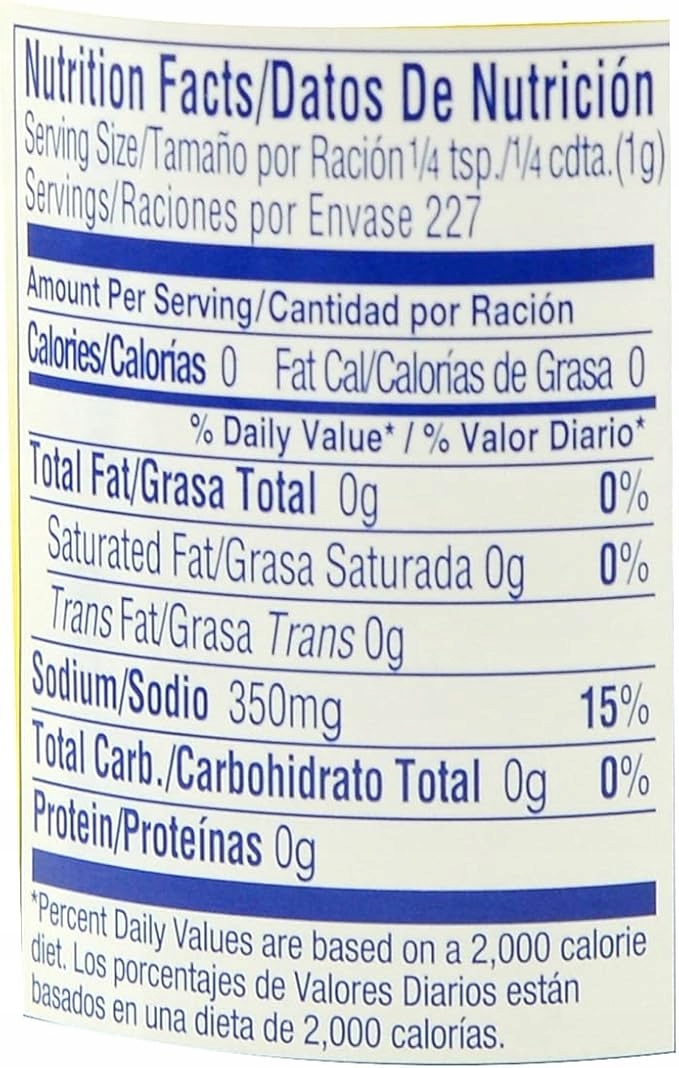 Nutrition Facts/Datos De Nutrición
Serving Size/Tamaño por Ración 1/4 tsp./1/4 cdta.(1g)
Servings/Raciones por Envase 227
Amount Per Serving/Cantidad por Ración
Calories/Calorías 0 Fat Cal/Calorías de Grasa 0
% Daily Value* / % Valor Diario*
Total Fat/Grasa Total 0g 0%
Saturated Fat/Grasa Saturada 0g 0%
Trans Fat/Grasa Trans 0g
Sodium/Sodio 350mg 15%
Total Carb./Carbohidrato Total 0g 0%
Protein/Proteínas 0g
*Percent Daily Values are based on a 2,000 calorie
diet. Los porcentajes de Valores Diarios están
basados en una dieta de 2,000 calorías.